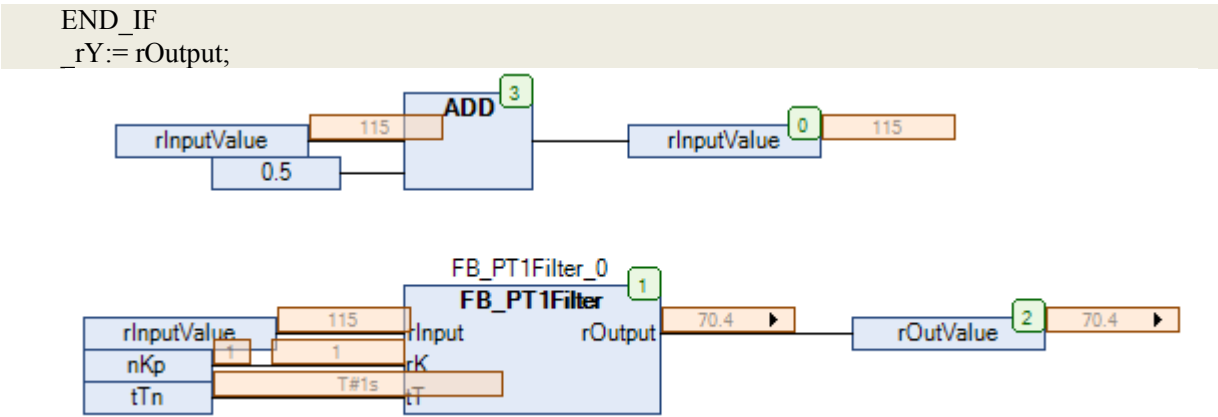 END_IF
_rY:= rOutput;
ADD 3
rInputValue 115 rInputValue 0 115
0.5
FB_PT1Filter_0
FB_PT1Filter 1
rInputValue 115 rInput rOutput 70.4 rOutValue 2 70.4
nKp 1 1 rK
tTn T#1s tT